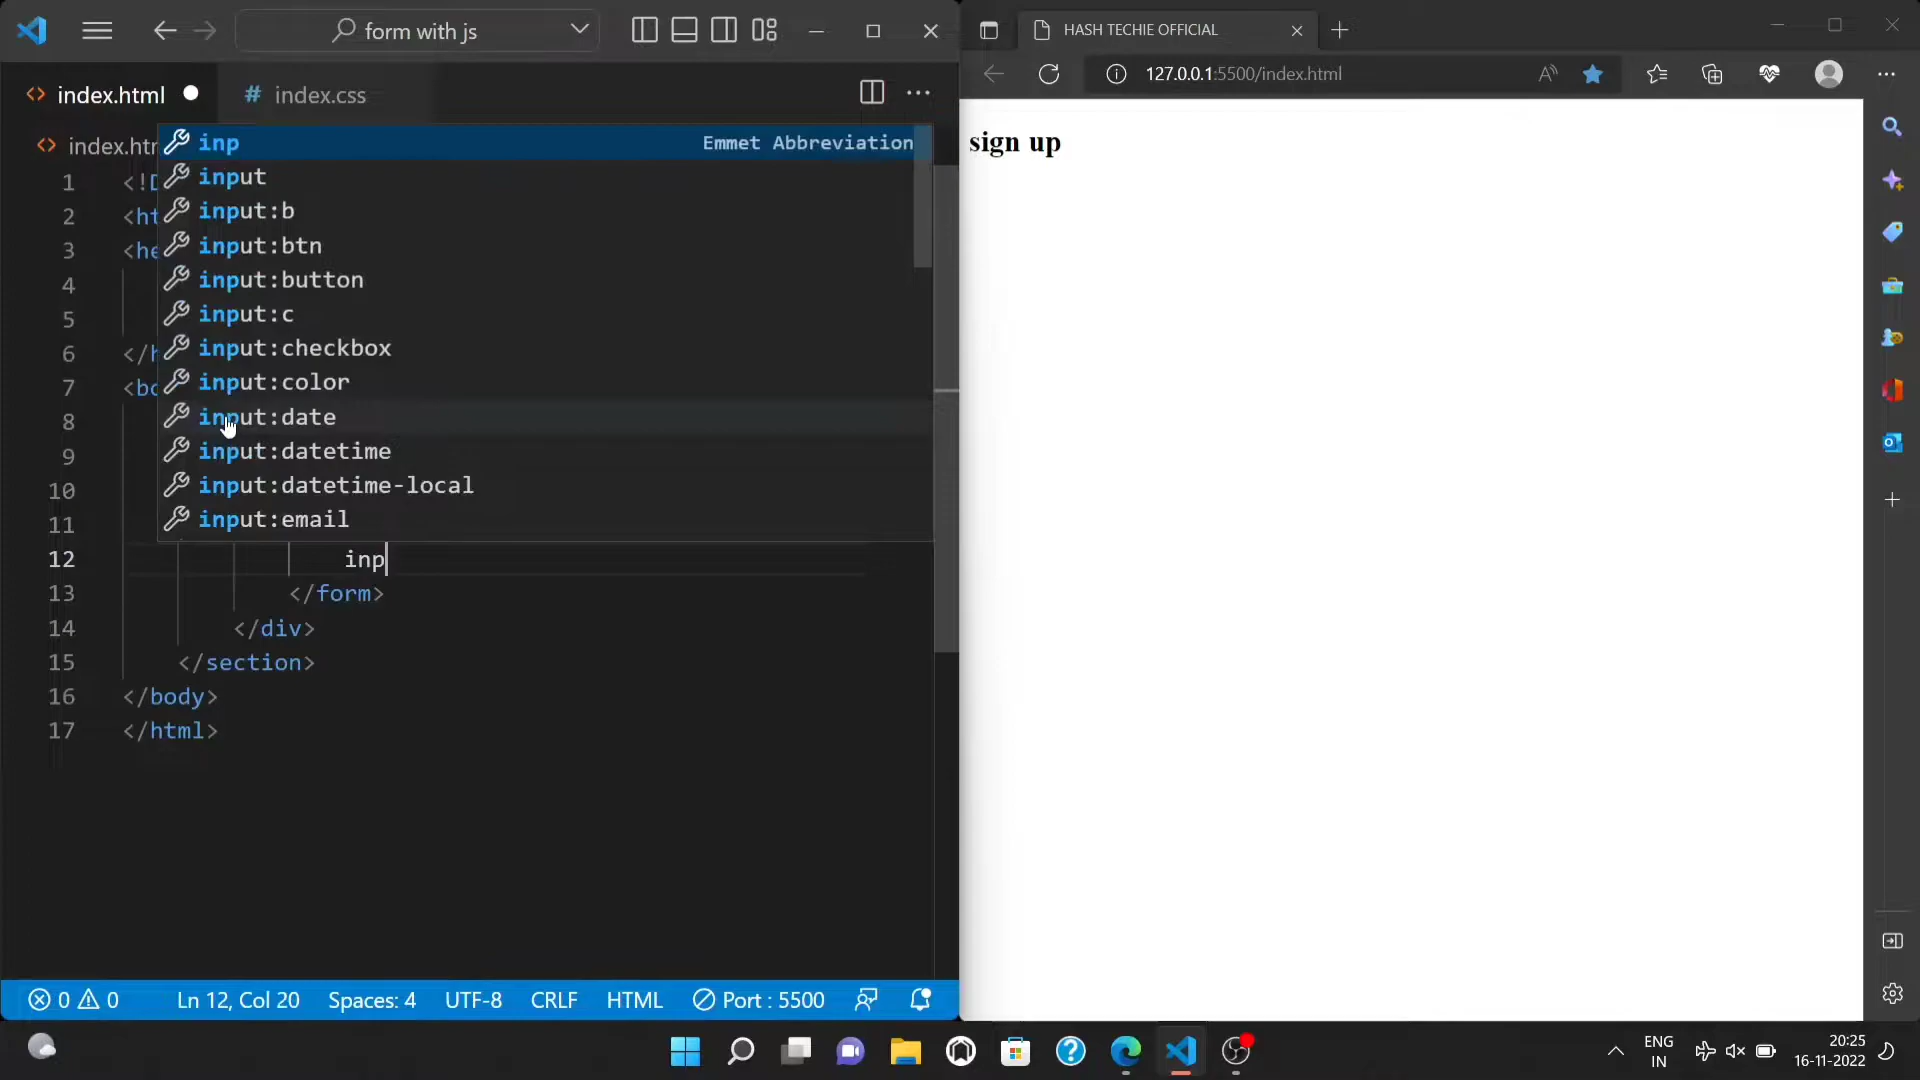 form with js
index.html
# index.css
index.htm
inp Emmet Abbreviation
input
input:b
input:btn
input:button
input:c
input:checkbox
input:color
input:date
input:datetime
input:datetime-local
input:email
1 <!D
2 <ht
3 <he
4
5
6 </h
7 <bo
8
9
10
11
12 inp
13 </form>
14 </div>
15 </section>
16 </body>
17 </html>
0 0 Ln 12, Col 20 Spaces: 4 UTF-8 CRLF HTML Port : 5500
HASH TECHIE OFFICIAL
127.0.0.1:5500/index.html
sign up
ENG
IN
20:25
16-11-2022